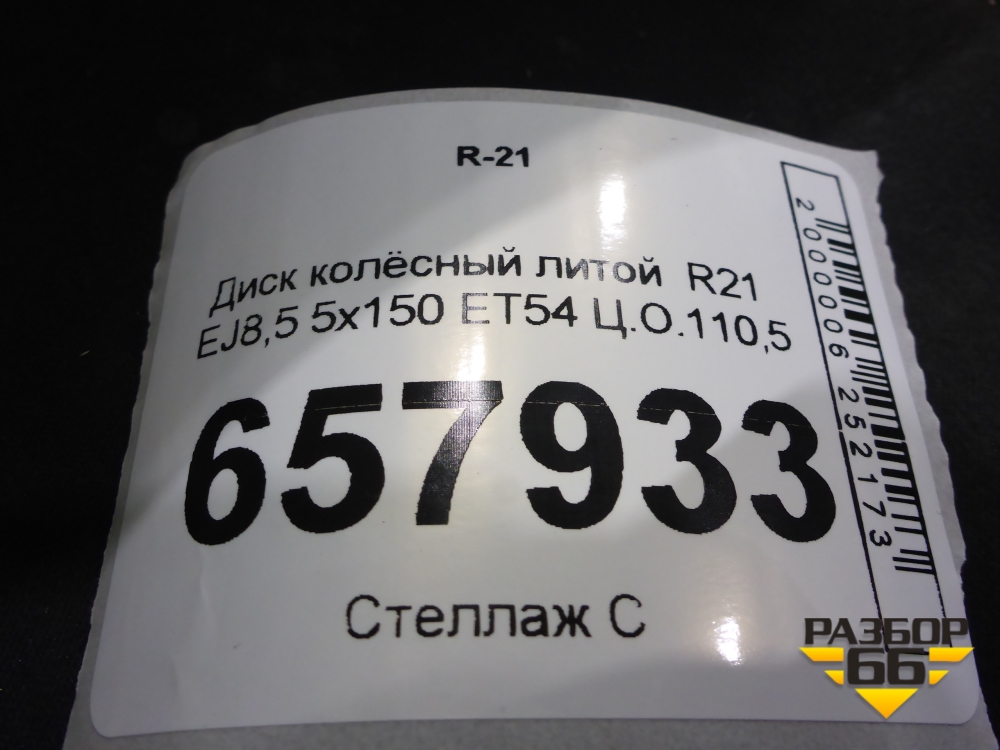 R-21
Диск колёсный литой R21
EJ8,5 5x150 ET54 Ц.О.110,5
657933
Стеллаж С
2000006252173
РАЗБОР
66